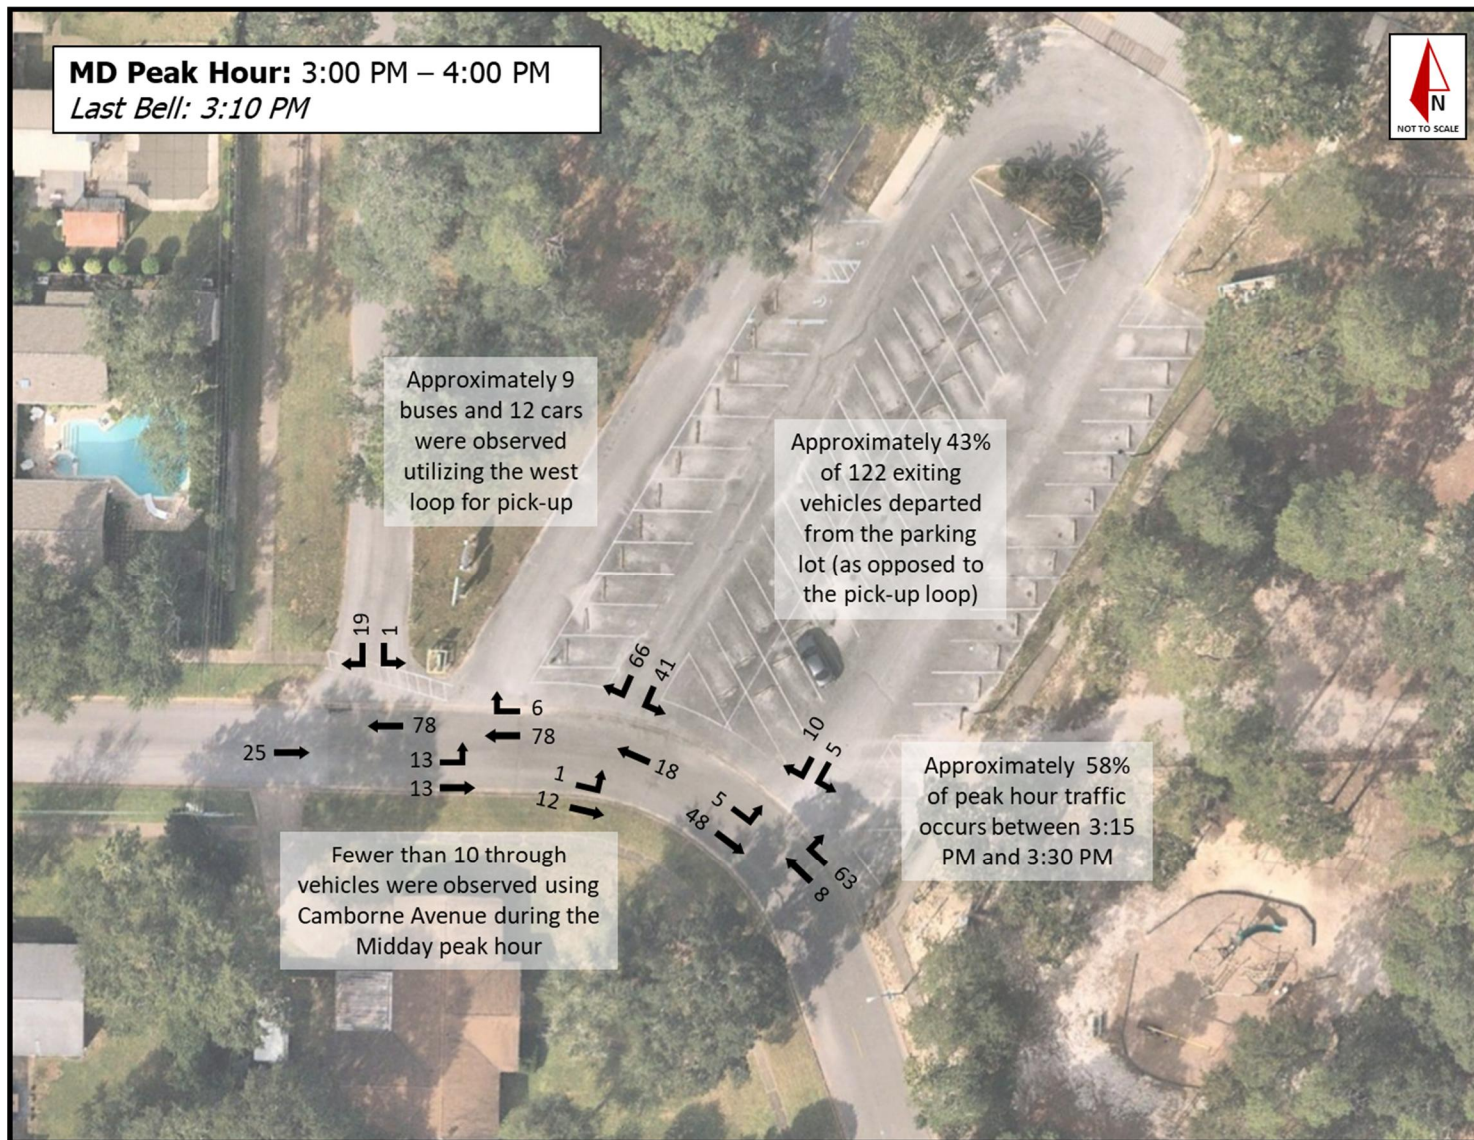 MD Peak Hour: 3:00 PM – 4:00 PM
Last Bell: 3:10 PM
N
NOT TO SCALE
Approximately 9
buses and 12 cars
were observed
utilizing the west
loop for pick-up
Approximately 43%
of 122 exiting
vehicles departed
from the parking
lot (as opposed to
the pick-up loop)
19
1
66
41
6
78
78
25
13
13
1
12
18
10
5
5
48
63
8
Approximately 58%
of peak hour traffic
occurs between 3:15
PM and 3:30 PM
Fewer than 10 through
vehicles were observed using
Camborne Avenue during the
Midday peak hour